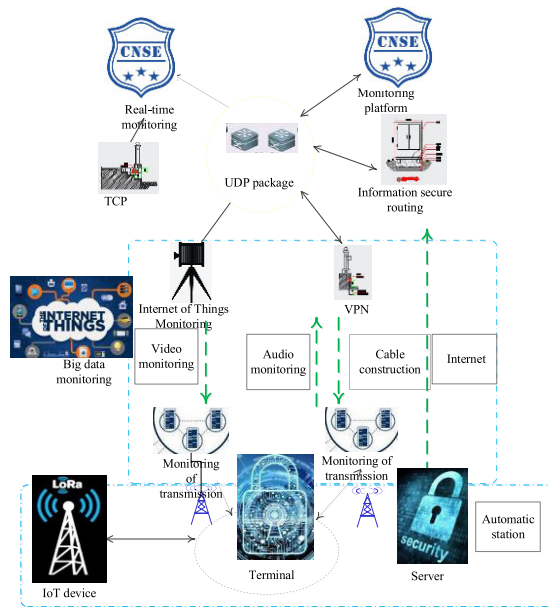 CNSE
CNSE
Real-time
monitoring
Monitoring
platform
TCP
UDP package
Information secure
routing
Internet of Things
Monitoring
VPN
INTERNET
OF
THINGS
Big data
monitoring
Video
monitoring
Audio
monitoring
Cable
construction
Internet
Monitoring of
transmission
Monitoring of
transmission
LoRa
security
Automatic
station
IoT device
Terminal
Server